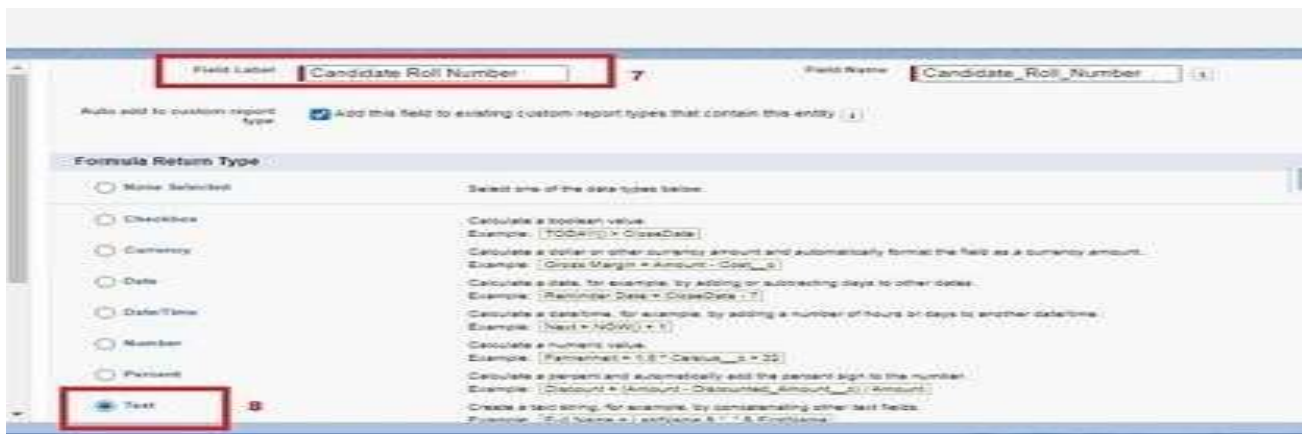 Field Label Candidate Roll Number 7 Field Name Candidate_Roll_Number i
Auto add to custom report type Add this field to existing custom report types that contain this entity i
Formula Return Type
None Selected Select one of the data types below.
Checkbox Calculate a boolean value.
Example: TODAY() > CloseDate
Currency Calculate a dollar or other currency amount and automatically format the field as a currency amount.
Example: Gross Margin = Amount - Cost__c
Date Calculate a date, for example, by adding or subtracting days to other dates.
Example: Reminder Date = CloseDate - 7
Date/Time Calculate a date/time, for example, by adding a number of hours or days to another date/time.
Example: Next = NOW() + 1
Number Calculate a numeric value.
Example: Fahrenheit = 1.8 * Celsius__c + 32
Percent Calculate a percent and automatically add the percent sign to the number.
Example: Discount = (Amount - Discounted_Amount__c) / Amount
Text 8 Create a text string, for example, by concatenating other text fields.
Example: Full Name = LastName & ", " & FirstName